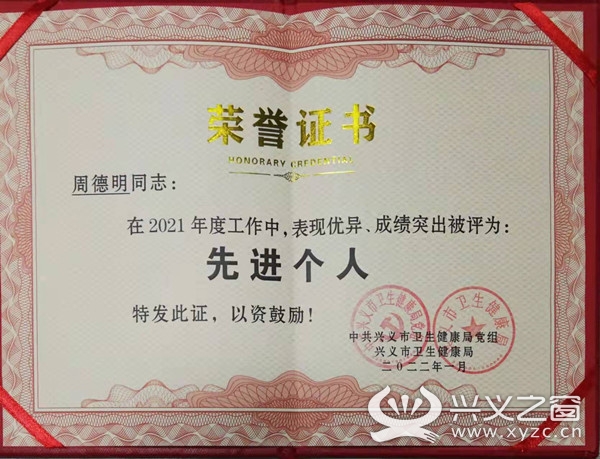 荣誉证书
HONORARY CREDENTIAL
周德明同志：
在2021年度工作中，表现优异、成绩突出被评为：
先进个人
特发此证，以资鼓励！
中共兴义市卫生健康局党组
兴义市卫生健康局
二〇二二年一月
兴义之窗
www.xyzc.cn